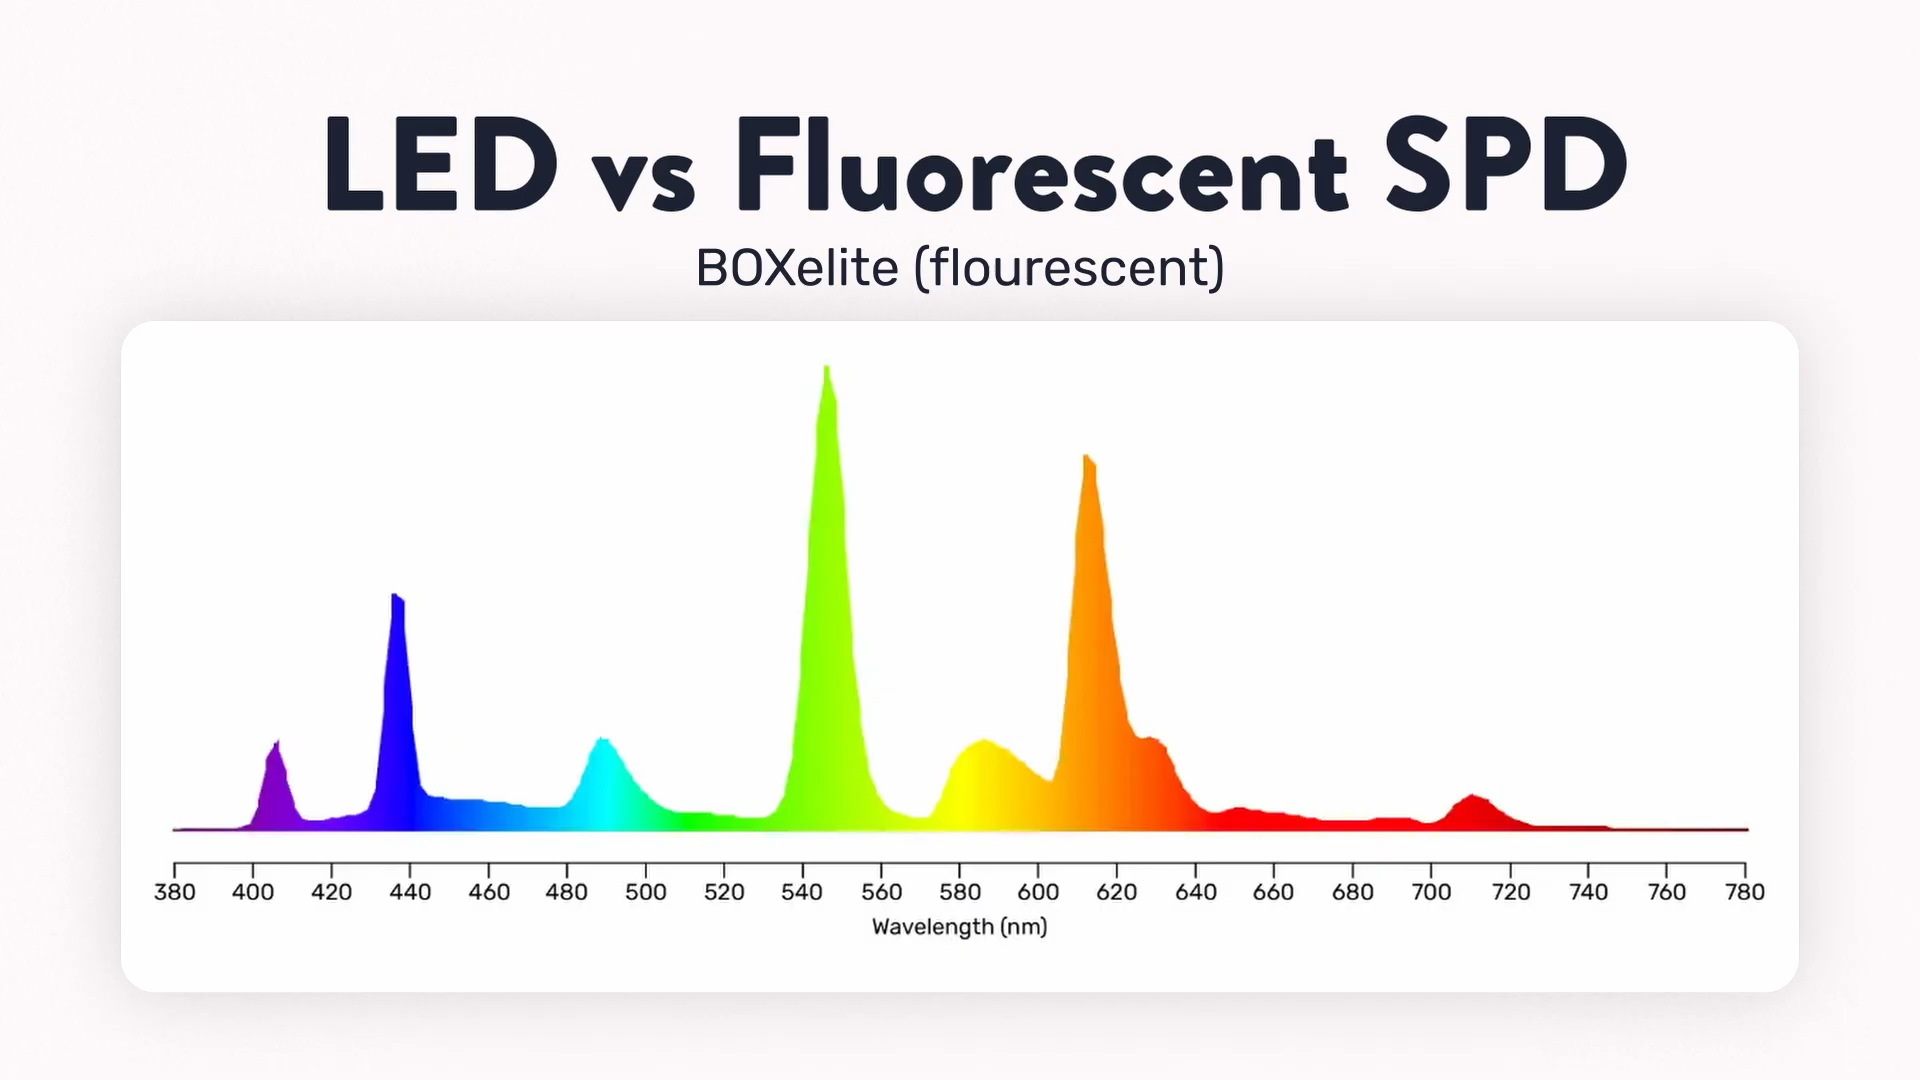 LED vs Fluorescent SPD
BOXelite (flourescent)
380 400 420 440 460 480 500 520 540 560 580 600 620 640 660 680 700 720 740 760 780
Wavelength (nm)